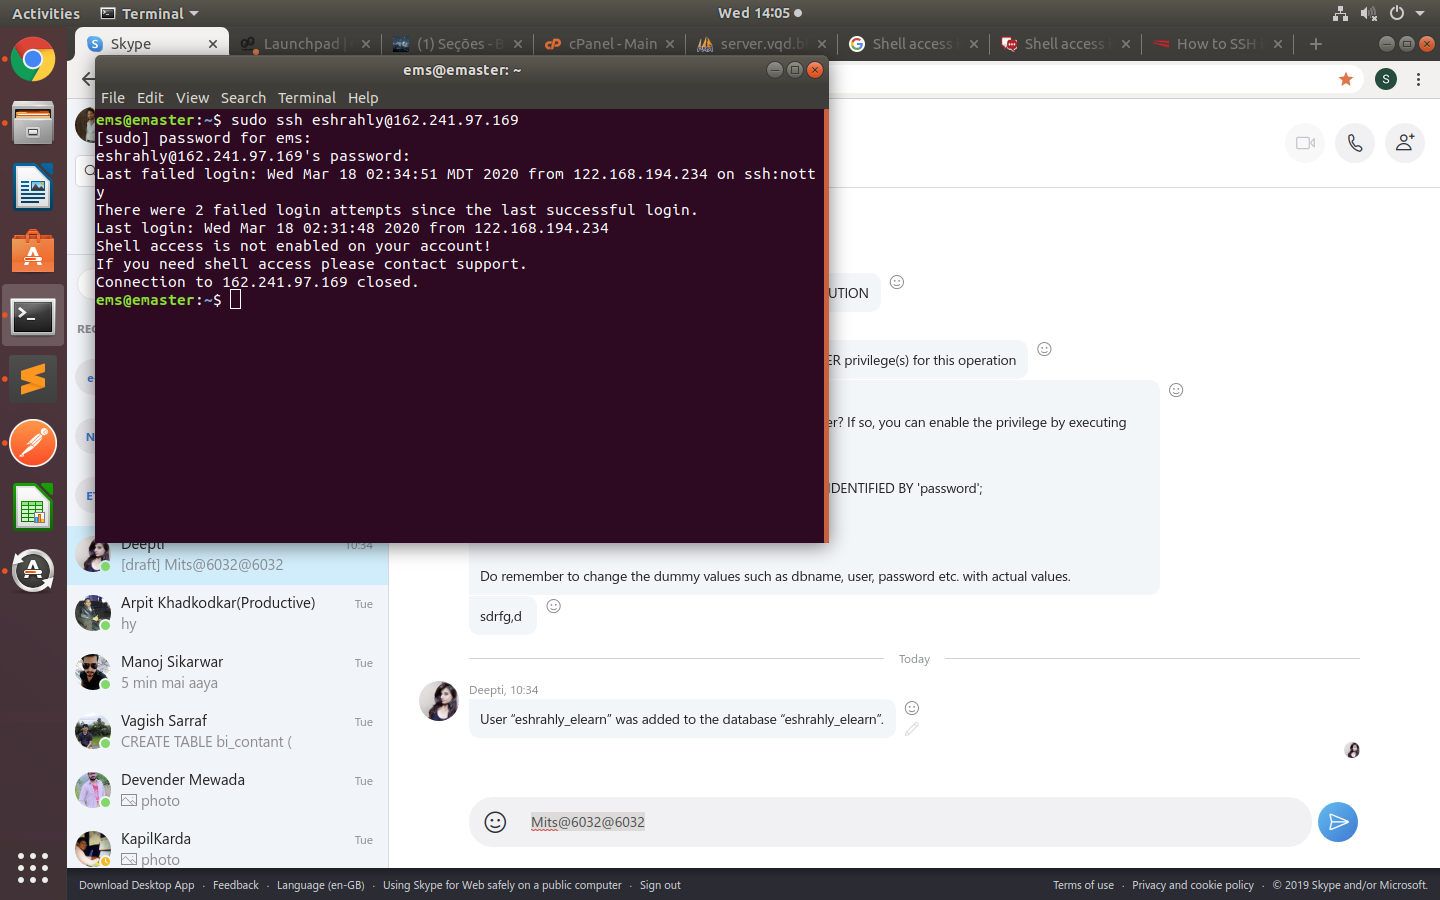 Activities
Terminal
Wed 14:05
Skype
Launchpad |
(1) Seções - B
cPanel - Main
server.vqd.b
Shell access
Shell access
How to SSH
S
ems@emaster: ~
File Edit View Search Terminal Help
ems@emaster:~$ sudo ssh eshrahly@162.241.97.169
[sudo] password for ems:
eshrahly@162.241.97.169's password:
Last failed login: Wed Mar 18 02:34:51 MDT 2020 from 122.168.194.234 on ssh:nott
y
There were 2 failed login attempts since the last successful login.
Last login: Wed Mar 18 02:31:48 2020 from 122.168.194.234
Shell access is not enabled on your account!
If you need shell access please contact support.
Connection to 162.241.97.169 closed.
ems@emaster:~$
REC
e
N
ET
Deepti
10:34
[draft] Mits@6032@6032
Arpit Khadkodkar(Productive)
Tue
hy
Manoj Sikarwar
Tue
5 min mai aaya
Vagish Sarraf
Tue
CREATE TABLE bi_contant (
Devender Mewada
Tue
photo
KapilKarda
Tue
photo
UTION
ER privilege(s) for this operation
er? If so, you can enable the privilege by executing
IDENTIFIED BY 'password';
Do remember to change the dummy values such as dbname, user, password etc. with actual values.
sdrfg,d
Today
Deepti, 10:34
User “eshrahly_elearn” was added to the database “eshrahly_elearn”.
Mits@6032@6032
Download Desktop App · Feedback · Language (en-GB) · Using Skype for Web safely on a public computer · Sign out
Terms of use · Privacy and cookie policy · © 2019 Skype and/or Microsoft.